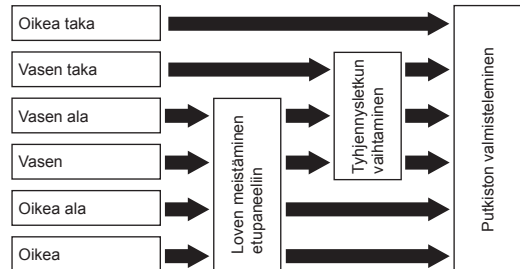 Oikea taka
Vasen taka
Vasen ala
Vasen
Oikea ala
Oikea
Loven meistäminen
etupaneeliin
Tyhjennysletkun
vaihtaminen
Putkiston valmisteleminen